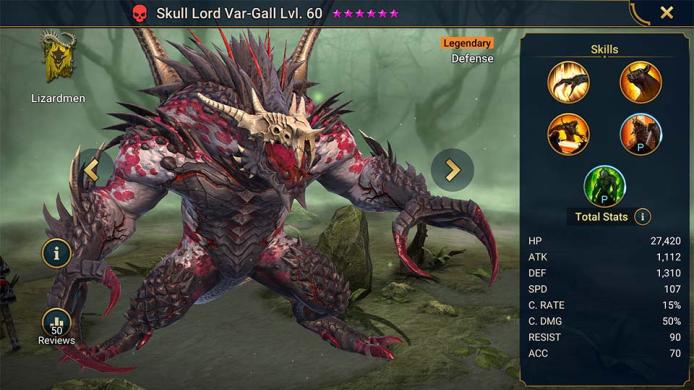 Skull Lord Var-Gall Lvl. 60
Legendary
Defense
Lizardmen
Skills
P
P
Total Stats
HP 27,420
ATK 1,112
DEF 1,310
SPD 107
C. RATE 15%
C. DMG 50%
RESIST 90
ACC 70
50
Reviews